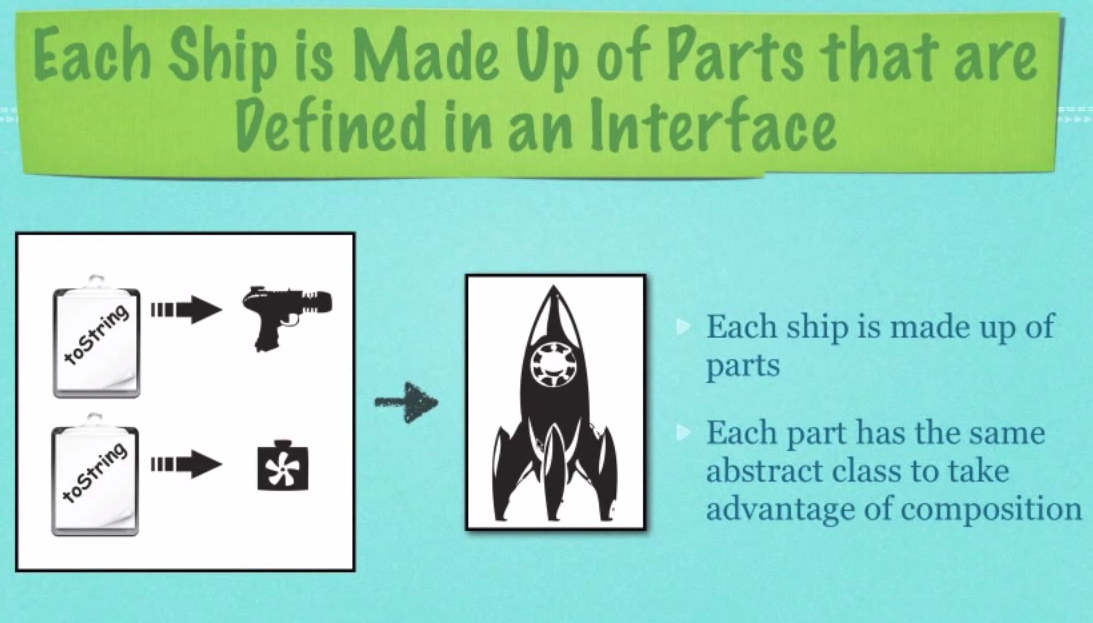 Each Ship is Made Up of Parts that are
Defined in an Interface
toString
toString
Each ship is made up of
parts
Each part has the same
abstract class to take
advantage of composition